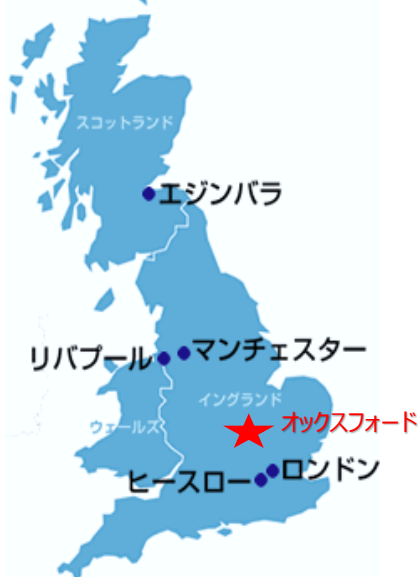 スコットランド
エジンバラ
リバプール
マンチェスター
イングランド
オックスフォード
ウェールズ
ロンドン
ヒースロー